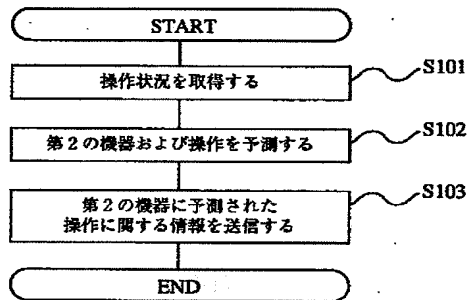 START
操作状況を取得する
S101
第2の機器および操作を予測する
S102
第2の機器に予測された
操作に関する情報を送信する
S103
END